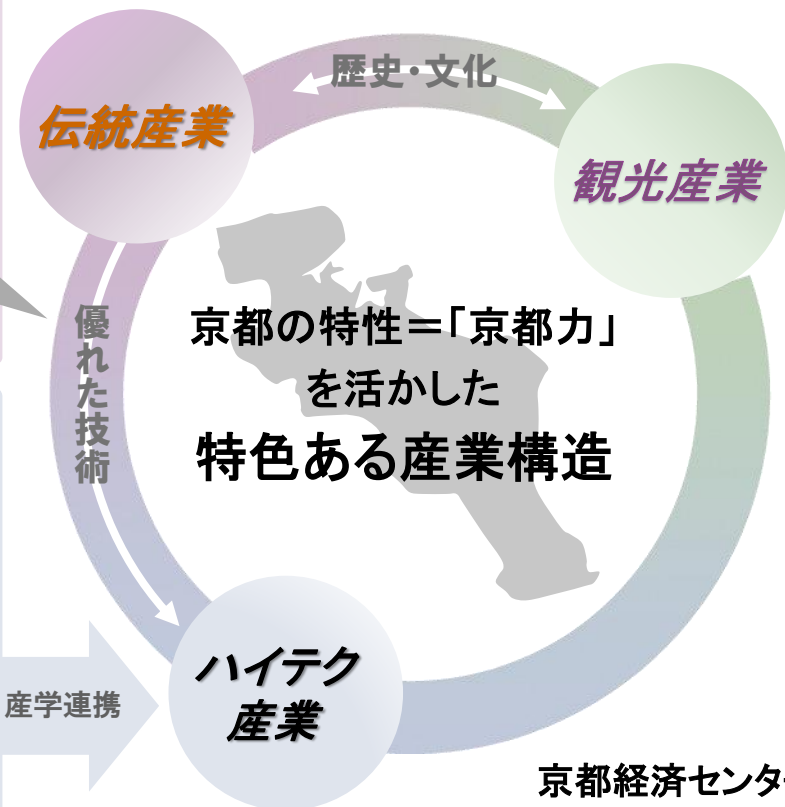 歴史・文化
伝統産業
観光産業
優れた技術
京都の特性＝「京都力」
を活かした
特色ある産業構造
ハイテク
産業
産学連携
京都経済センター